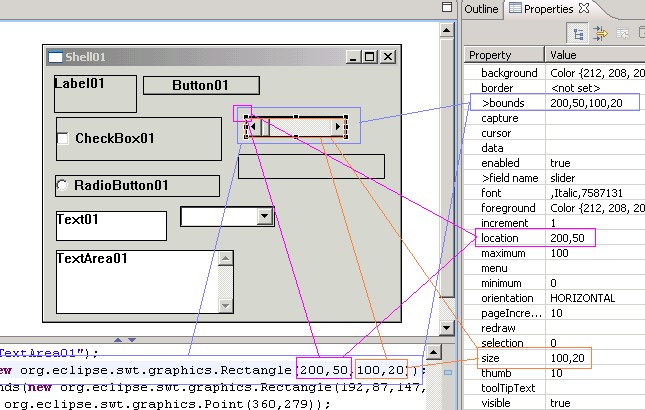 Outline
Properties
Property Value
background Color {212, 208, 20
border <not set>
>bounds 200,50,100,20
capture
cursor
data
enabled true
>field name slider
font ,Italic,7587131
foreground Color {212, 208, 20
increment 1
location 200,50
maximum 100
menu
minimum 0
orientation HORIZONTAL
pageIncre... 10
redraw
selection 0
size 100,20
thumb 10
toolTipText
visible true
Shell01
Label01
Button01
CheckBox01
RadioButton01
Text01
TextArea01
TextArea01");
ew org.eclipse.swt.graphics.Rectangle(200,50,100,20));
nds(new org.eclipse.swt.graphics.Rectangle(192,87,147,
org.eclipse.swt.graphics.Point(360,279));